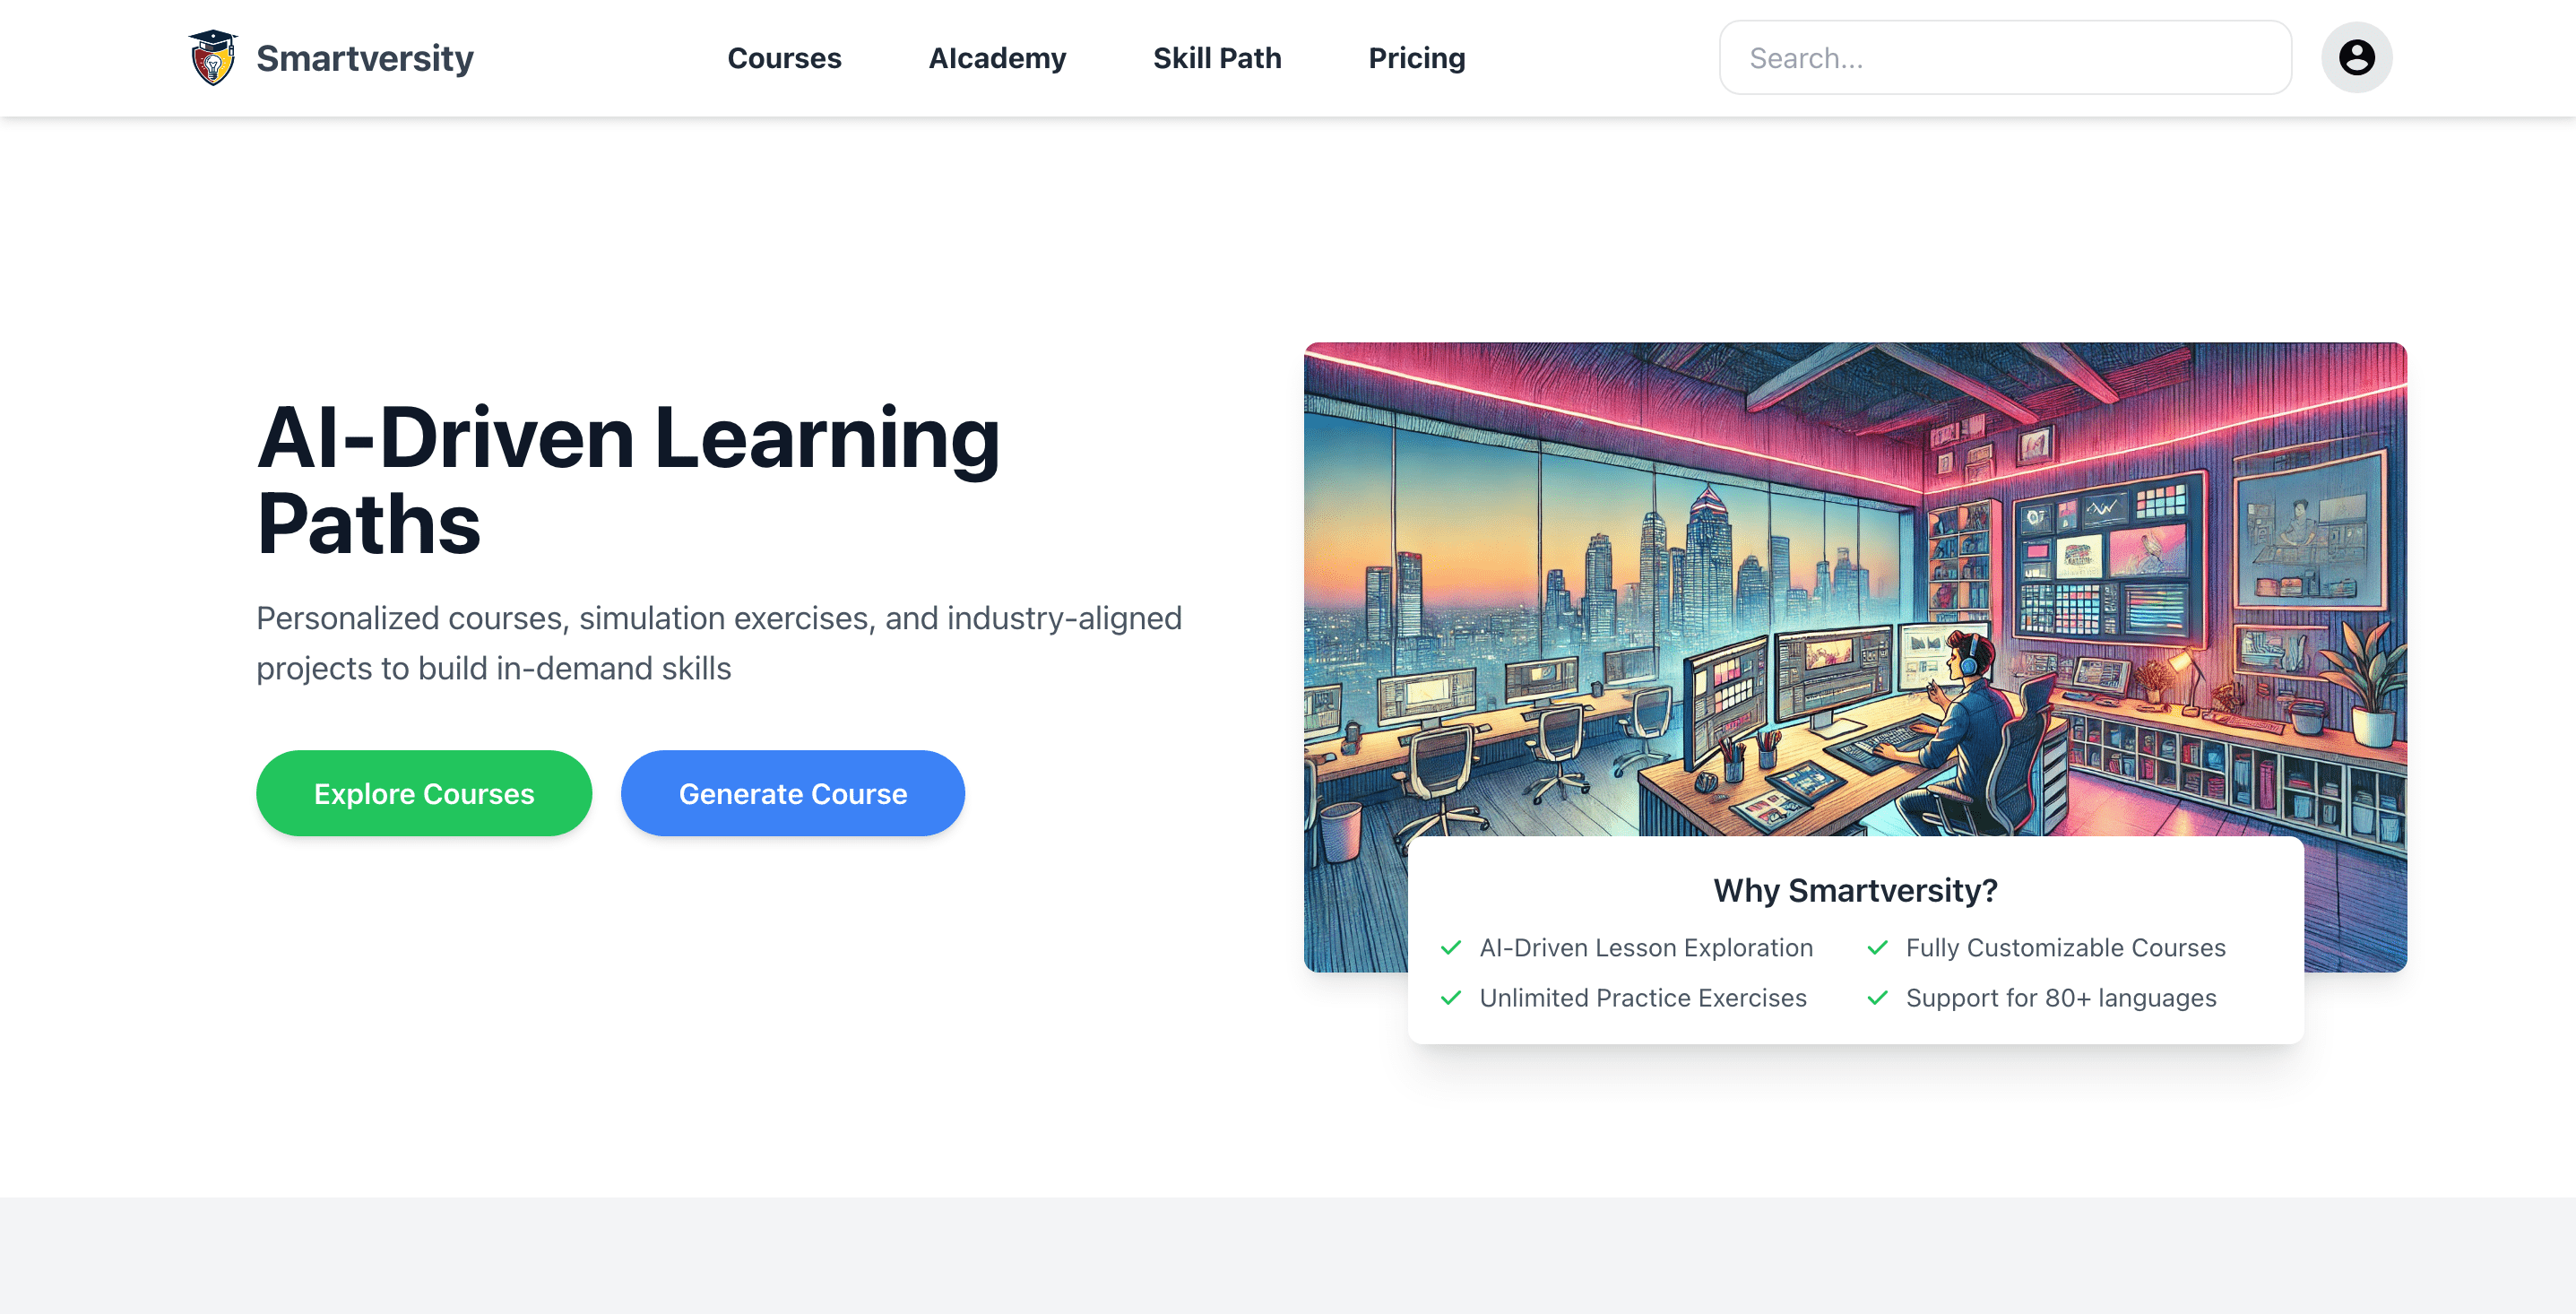 Smartversity
Courses
AIcademy
Skill Path
Pricing
Search...
AI-Driven Learning
Paths
Personalized courses, simulation exercises, and industry-aligned
projects to build in-demand skills
Explore Courses
Generate Course
Why Smartversity?
AI-Driven Lesson Exploration
Fully Customizable Courses
Unlimited Practice Exercises
Support for 80+ languages